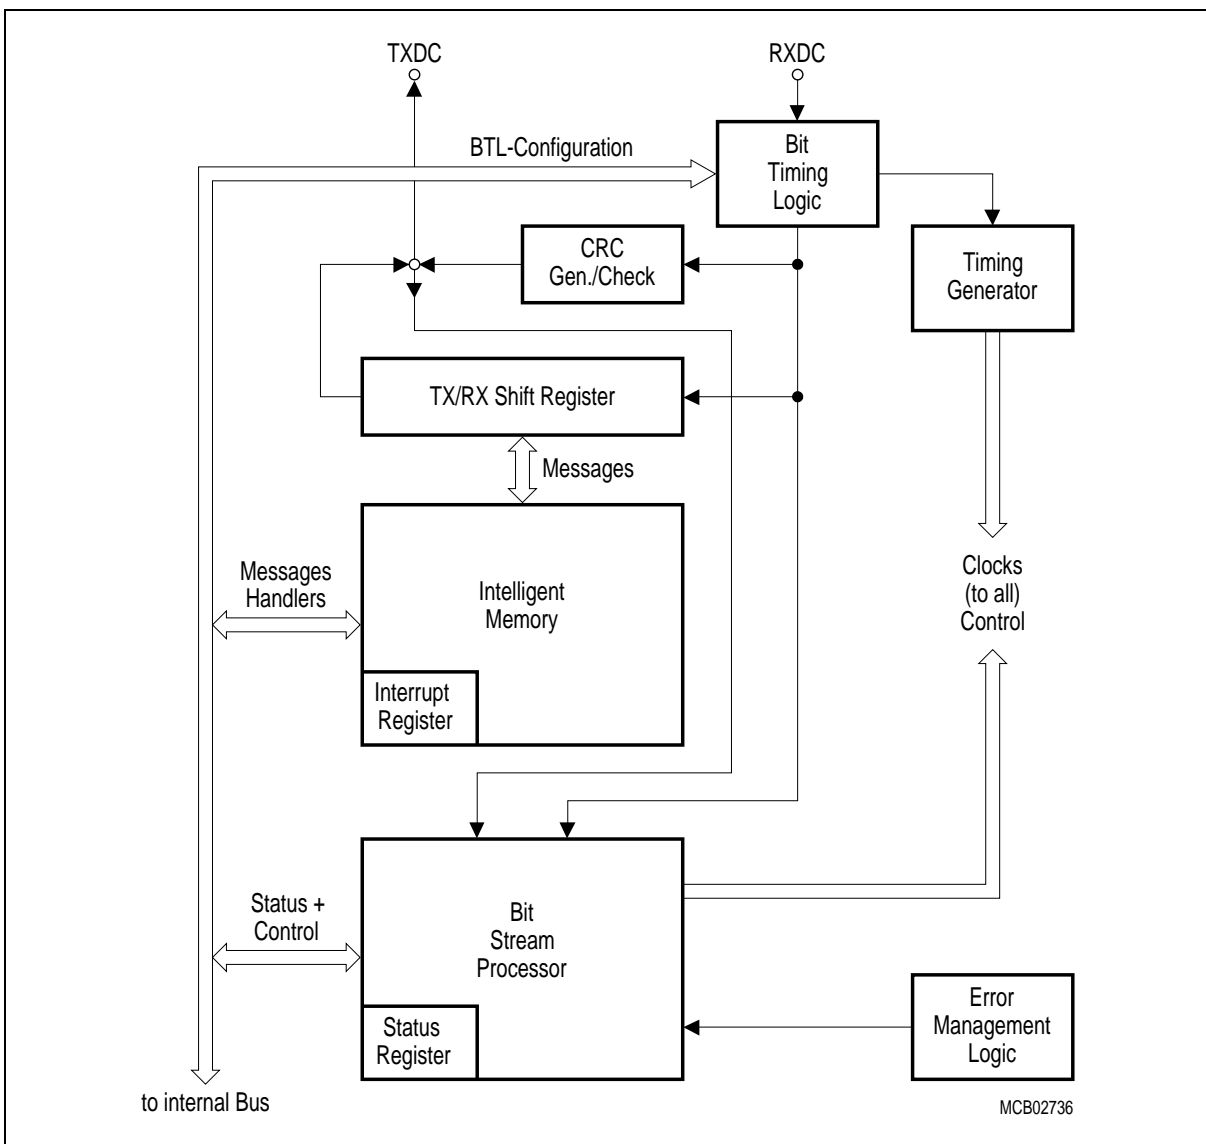 TXDC
RXDC
BTL-Configuration
Bit
Timing
Logic
CRC
Gen./Check
Timing
Generator
TX/RX Shift Register
Messages
Messages
Handlers
Intelligent
Memory
Clocks
(to all)
Control
Interrupt
Register
Status +
Control
Bit
Stream
Processor
Status
Register
Error
Management
Logic
to internal Bus
MCB02736